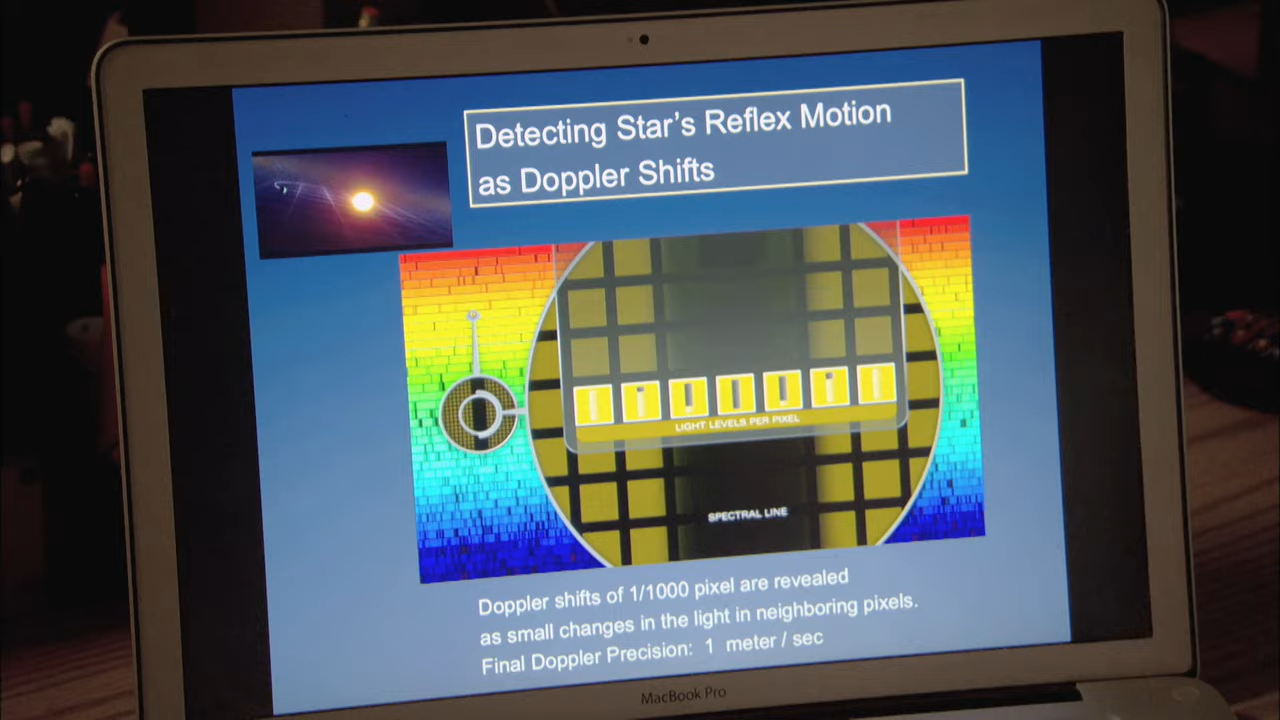 Detecting Star's Reflex Motion
as Doppler Shifts
LIGHT LEVELS PER PIXEL
SPECTRAL LINE
Doppler shifts of 1/1000 pixel are revealed
as small changes in the light in neighboring pixels.
Final Doppler Precision: 1 meter / sec
MacBook Pro